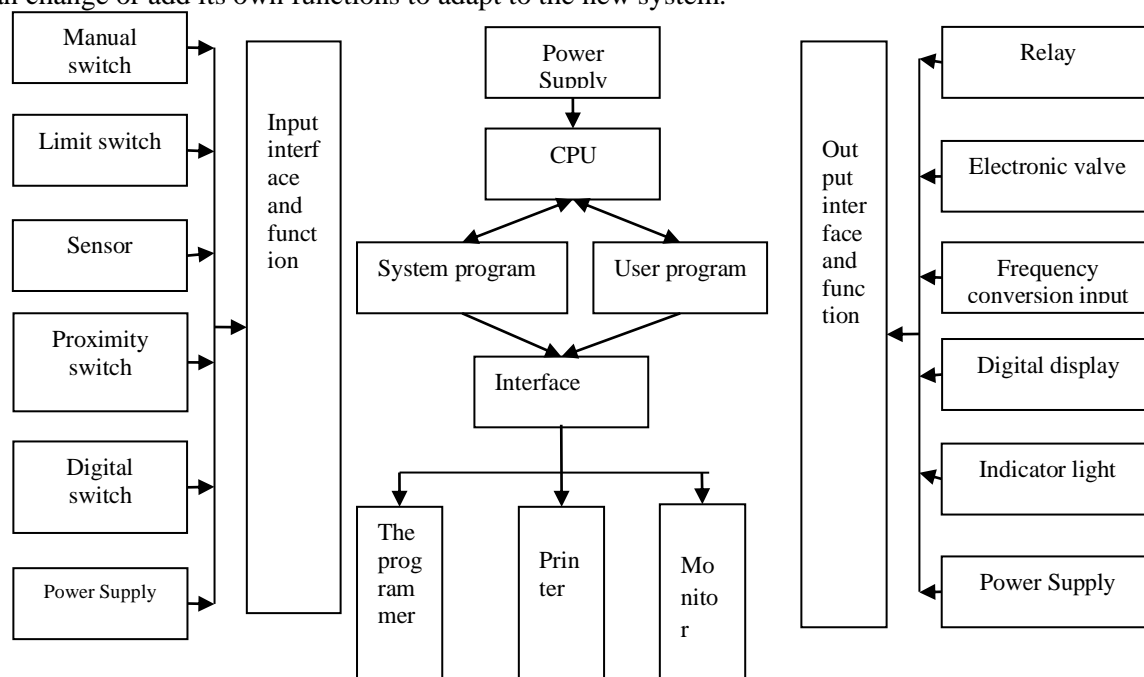 an change or add its own functions to adapt to the new system.
Manual
switch
Limit switch
Sensor
Proximity
switch
Digital
switch
Power Supply
Input
interf
ace
and
funct
ion
Power
Supply
CPU
System program
User program
Interface
The
prog
ram
mer
Prin
ter
Mo
nito
r
Out
put
inter
face
and
func
tion
Relay
Electronic valve
Frequency
conversion input
Digital display
Indicator light
Power Supply